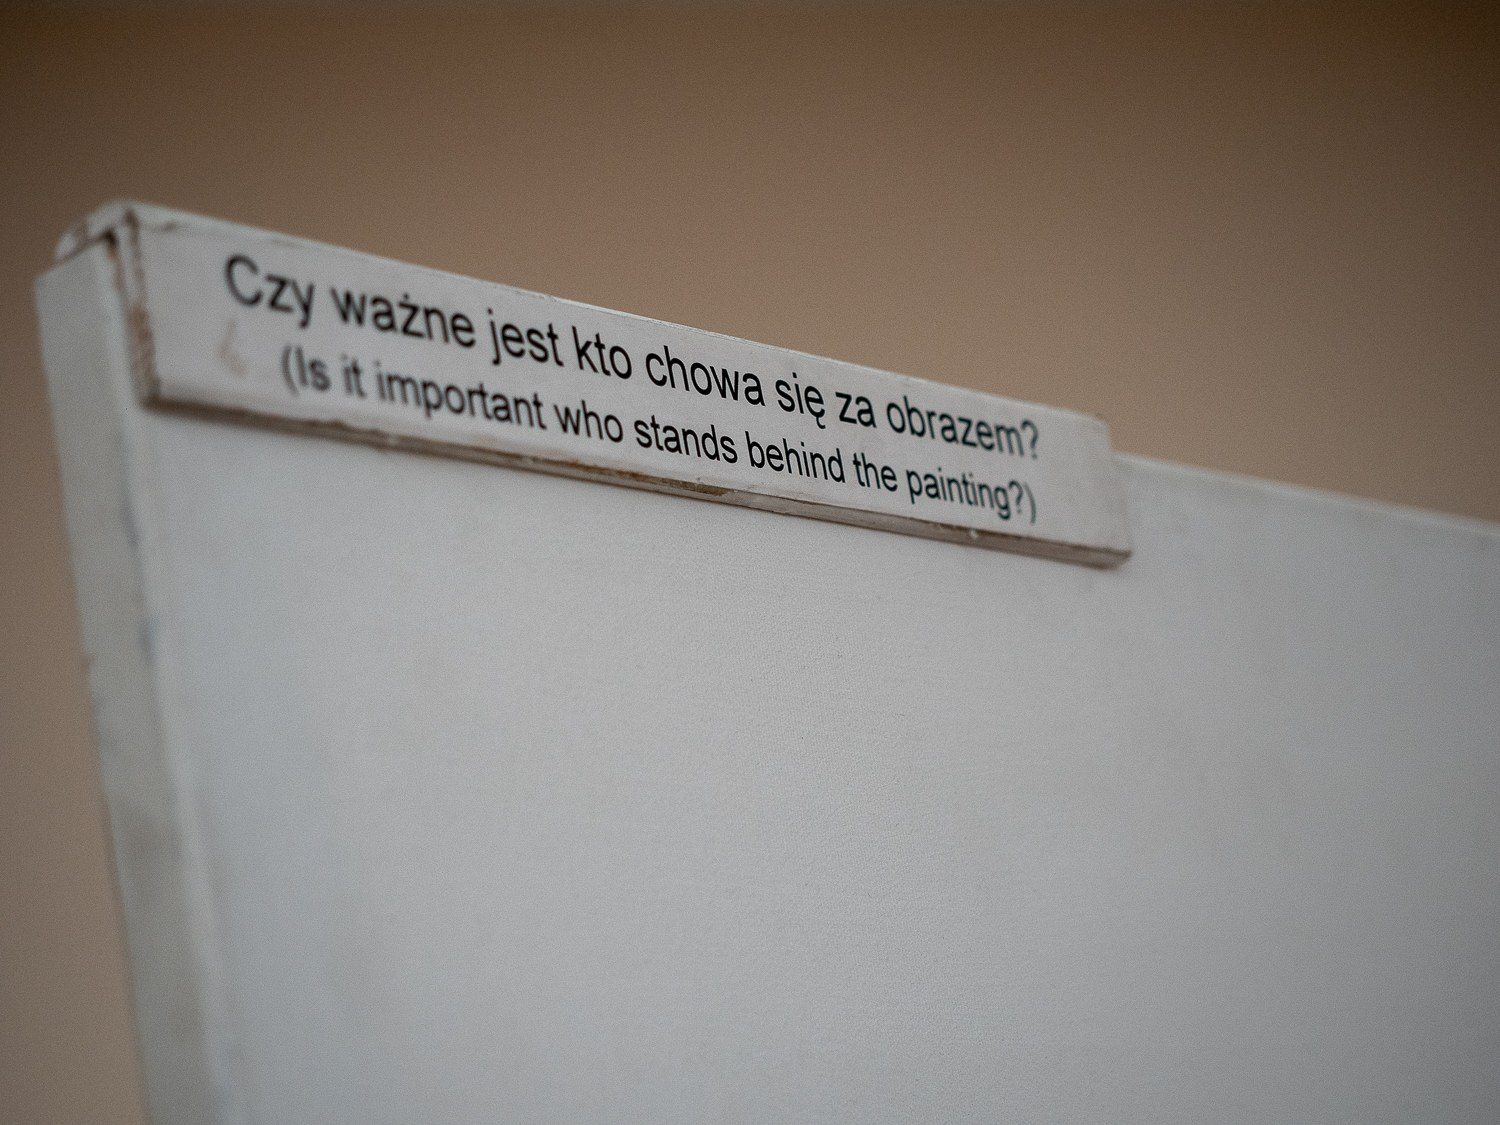 Czy ważne jest kto chowa się za obrazem?
(Is it important who stands behind the painting?)